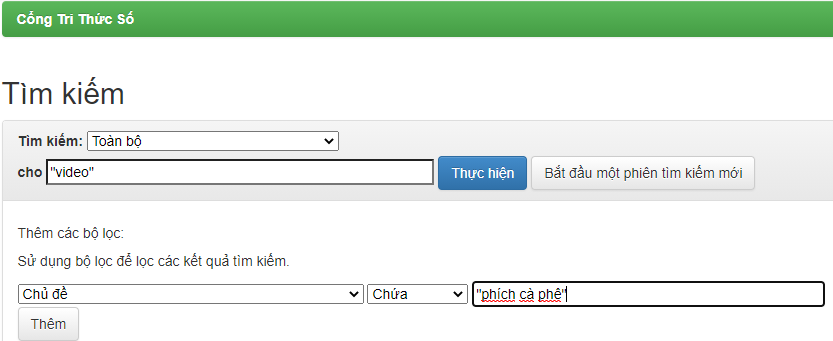 Cổng Tri Thức Số
Tìm kiếm
Tìm kiếm: Toàn bộ
cho "video" Thực hiện Bắt đầu một phiên tìm kiếm mới
Thêm các bộ lọc:
Sử dụng bộ lọc để lọc các kết quả tìm kiếm.
Chủ đề Chứa "phích cà phê"
Thêm